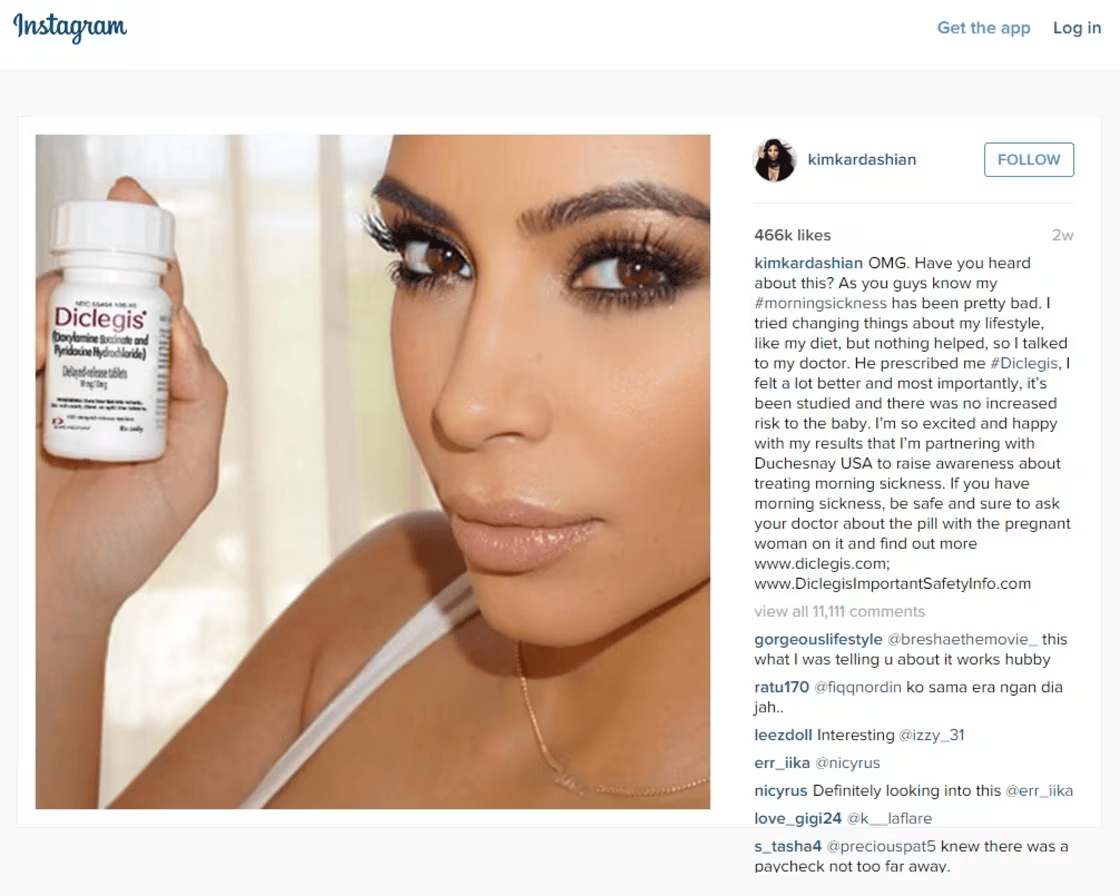 Instagram
Get the app
Log in
Diclegis
(Doxylamine Succinate and
Pyridoxine Hydrochloride)
Delayed-release tablets
10 mg/10mg
Rx only
kimkardashian
FOLLOW
466k likes
2w
kimkardashian OMG. Have you heard
about this? As you guys know my
#morningsickness has been pretty bad. I
tried changing things about my lifestyle,
like my diet, but nothing helped, so I talked
to my doctor. He prescribed me #Diclegis, I
felt a lot better and most importantly, it's
been studied and there was no increased
risk to the baby. I'm so excited and happy
with my results that I'm partnering with
Duchesnay USA to raise awareness about
treating morning sickness. If you have
morning sickness, be safe and sure to ask
your doctor about the pill with the pregnant
woman on it and find out more
www.diclegis.com;
www.DiclegisImportantSafetyInfo.com
view all 11,111 comments
gorgeouslifestyle @breshaethemovie_ this
what I was telling u about it works hubby
ratu170 @fiqqnordin ko sama era ngan dia
jah..
leezdoll Interesting @izzy_31
err_iika @nicyrus
nicyrus Definitely looking into this @err_iika
love_gigi24 @k__laflare
s_tasha4 @preciouspat5 knew there was a
paycheck not too far away.